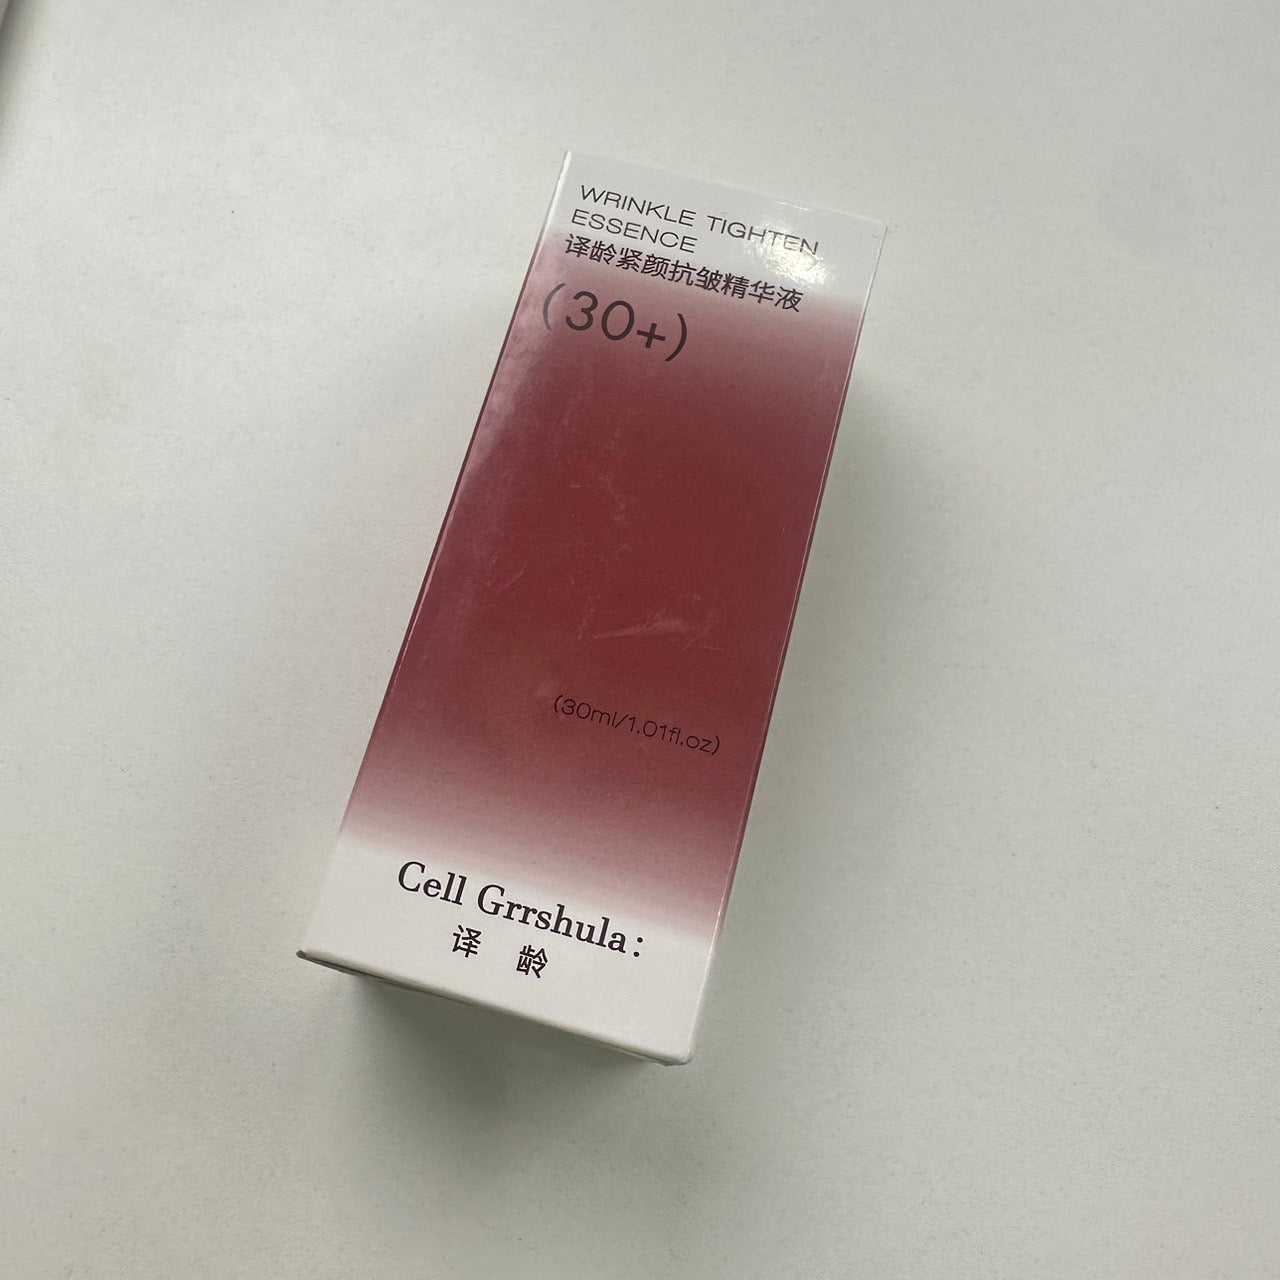 WRINKLE TIGHTEN
ESSENCE
译龄紧颜抗皱精华液
(30+)
(30ml/1.01fl.oz)
Cell Grrshula:
译 龄